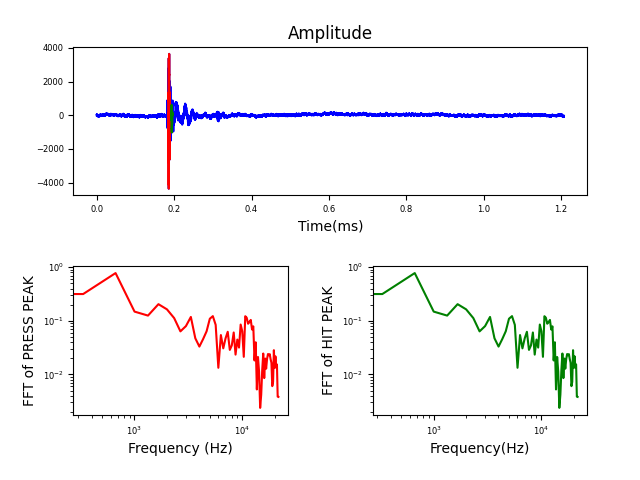 Amplitude
4000
2000
0
−2000
−4000
0.0 0.2 0.4 0.6 0.8 1.0 1.2
Time(ms)
FFT of PRESS PEAK
10⁰
10⁻¹
10⁻²
10³ 10⁴
Frequency (Hz)
FFT of HIT PEAK
10⁰
10⁻¹
10⁻²
10³ 10⁴
Frequency(Hz)